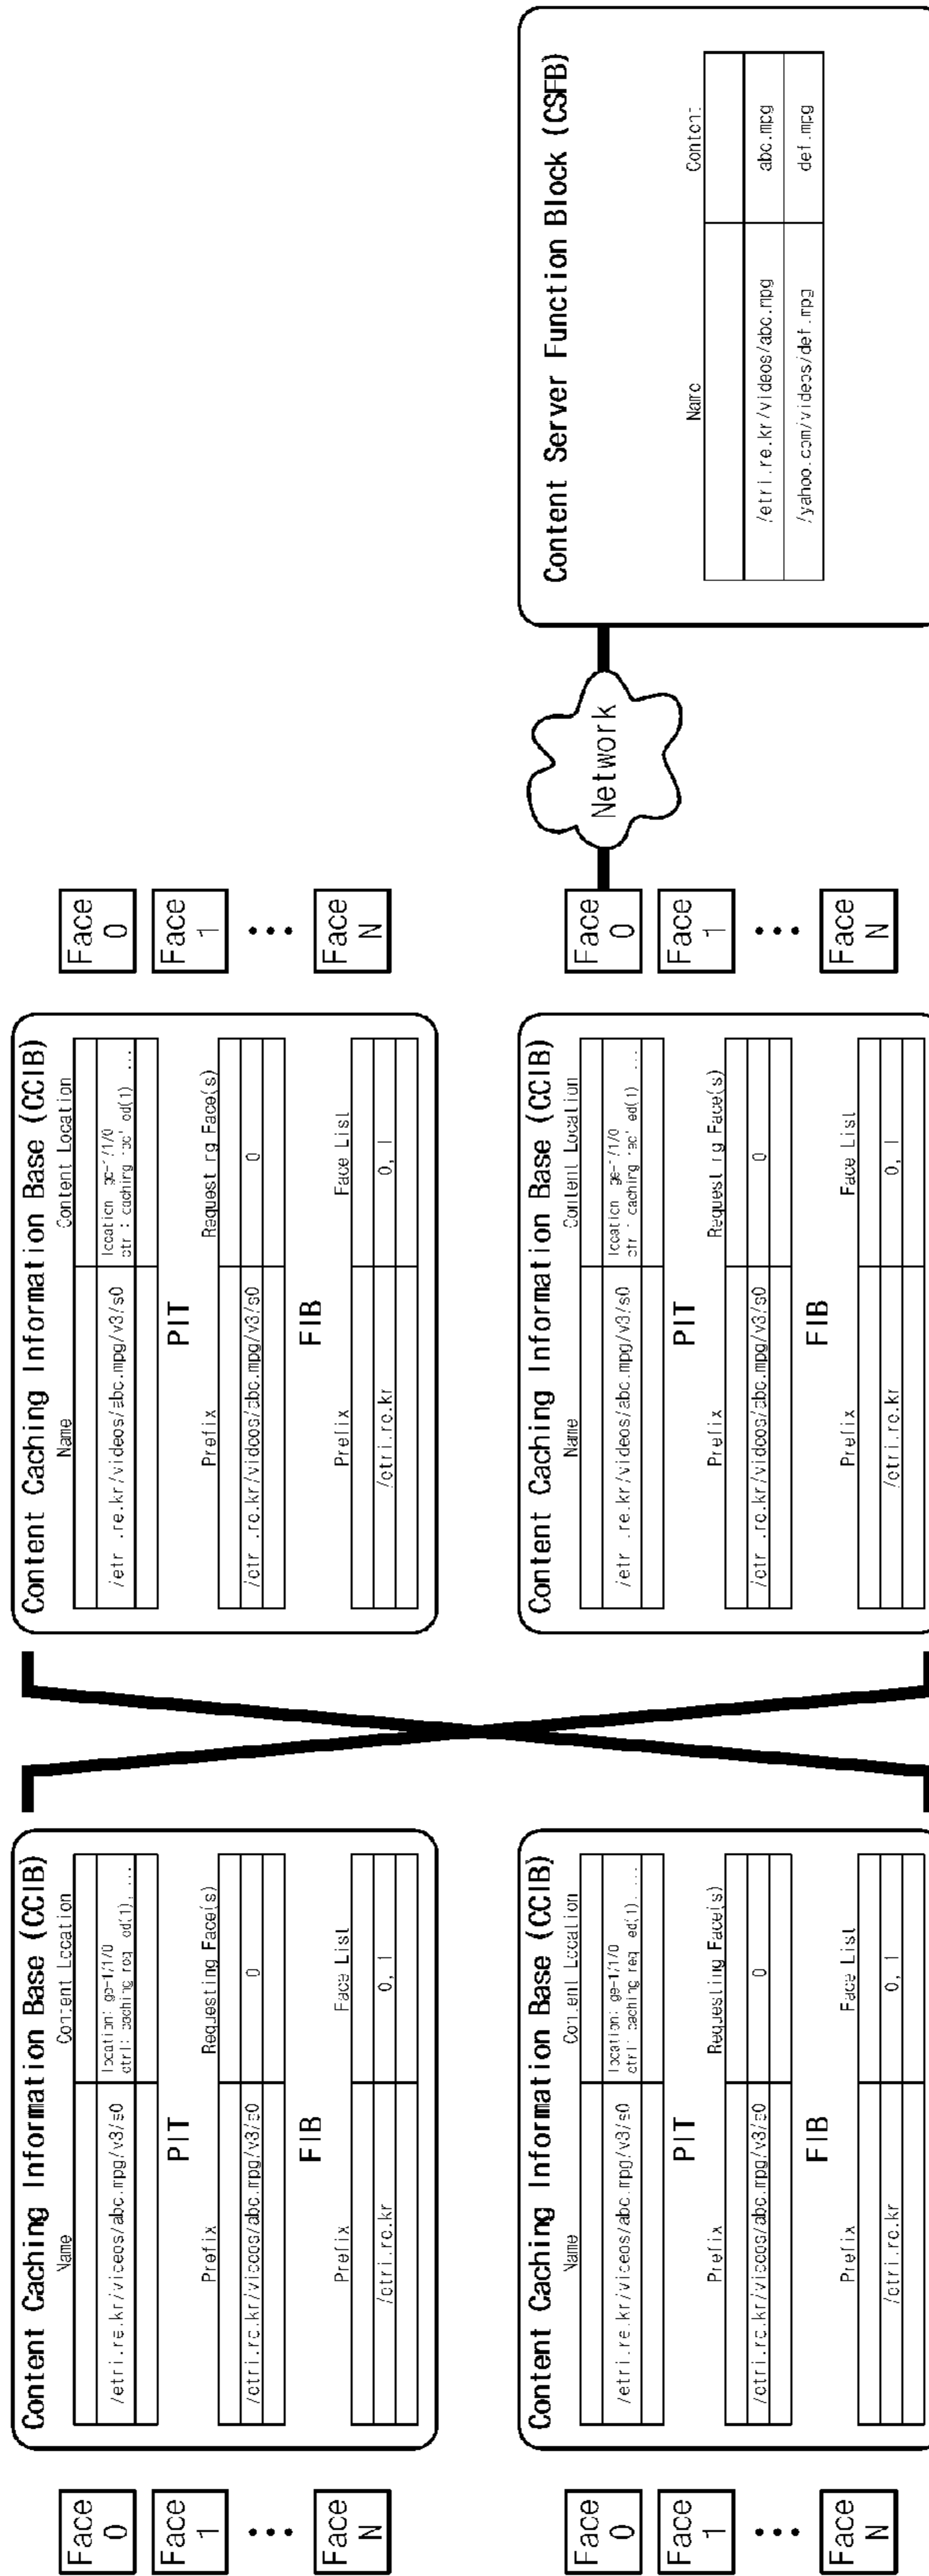 Face 0
Face 1
Face N
Content Caching Information Base (CCIB)
Name Content Location
/etri.re.kr/videos/abc.mpg/v3/s0
location: ge-1/1/0
ctrl: caching ...
PIT
Prefix Requesting Face(s)
/etri.re.kr/videos/abc.mpg/v3/s0 0
FIB
Prefix Face List
/etri.re.kr 0, 1
Content Caching Information Base (CCIB)
Name Content Location
/etri.re.kr/videos/abc.mpg/v3/s0
location ge-1/1/0
caching ...
PIT
Prefix Requesting Face(s)
/etri.re.kr/videos/abc.mpg/v3/s0 0
FIB
Prefix Face List
/etri.re.kr 0, 1
Face 0
Face 1
Face N
Face 0
Face 1
Face N
Content Caching Information Base (CCIB)
Name Content Location
/etri.re.kr/videos/abc.mpg/v3/s0
location: ge-1/1/0
ctrl: caching ...
PIT
Prefix Requesting Face(s)
/etri.re.kr/videos/abc.mpg/v3/s0 0
FIB
Prefix Face List
/etri.re.kr 0, 1
Content Caching Information Base (CCIB)
Name Content Location
/etri.re.kr/videos/abc.mpg/v3/s0
location ge-1/1/0
caching ...
PIT
Prefix Requesting Face(s)
/etri.re.kr/videos/abc.mpg/v3/s0 0
FIB
Prefix Face List
/etri.re.kr 0, 1
Face 0
Face 1
Face N
Network
Content Server Function Block (CSFB)
Name Content
/etri.re.kr/videos/abc.mpg abc.mpg
/yahoo.com/videos/def.mpg def.mpg